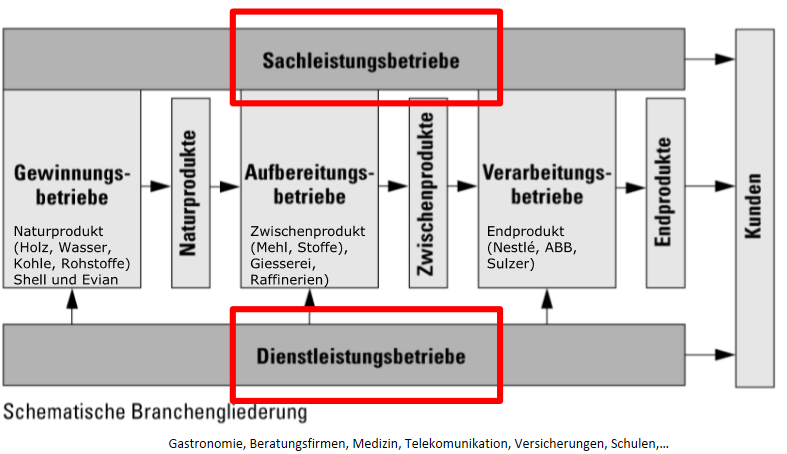 Sachleistungsbetriebe
Gewinnungs-
betriebe
Naturprodukt
(Holz, Wasser,
Kohle, Rohstoffe)
Shell und Evian
Naturprodukte
Aufbereitungs-
betriebe
Zwischenprodukt
(Mehl, Stoffe),
Giesserei,
Raffinerien)
Zwischenprodukte
Verarbeitungs-
betriebe
Endprodukt
(Nestlé, ABB,
Sulzer)
Endprodukte
Kunden
Dienstleistungsbetriebe
Schematische Branchengliederung
Gastronomie, Beratungsfirmen, Medizin, Telekomunikation, Versicherungen, Schulen,...